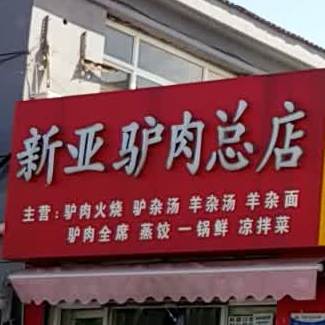 新亚驴肉总店
主营:驴肉火烧 驴杂汤 羊杂汤 羊杂面
驴肉全席 蒸饺 一锅鲜 凉拌菜